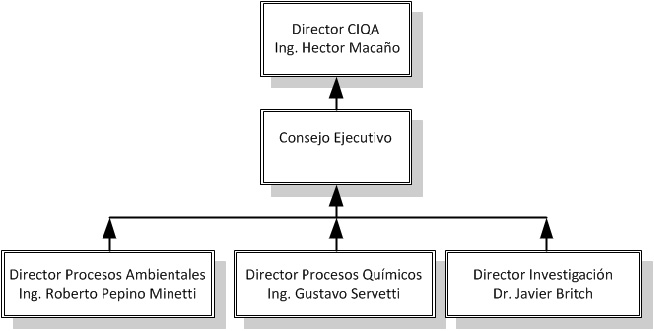 Director CIQA
Ing. Hector Macaño
Consejo Ejecutivo
Director Procesos Ambientales
Ing. Roberto Pepino Minetti
Director Procesos Químicos
Ing. Gustavo Servetti
Director Investigación
Dr. Javier Britch